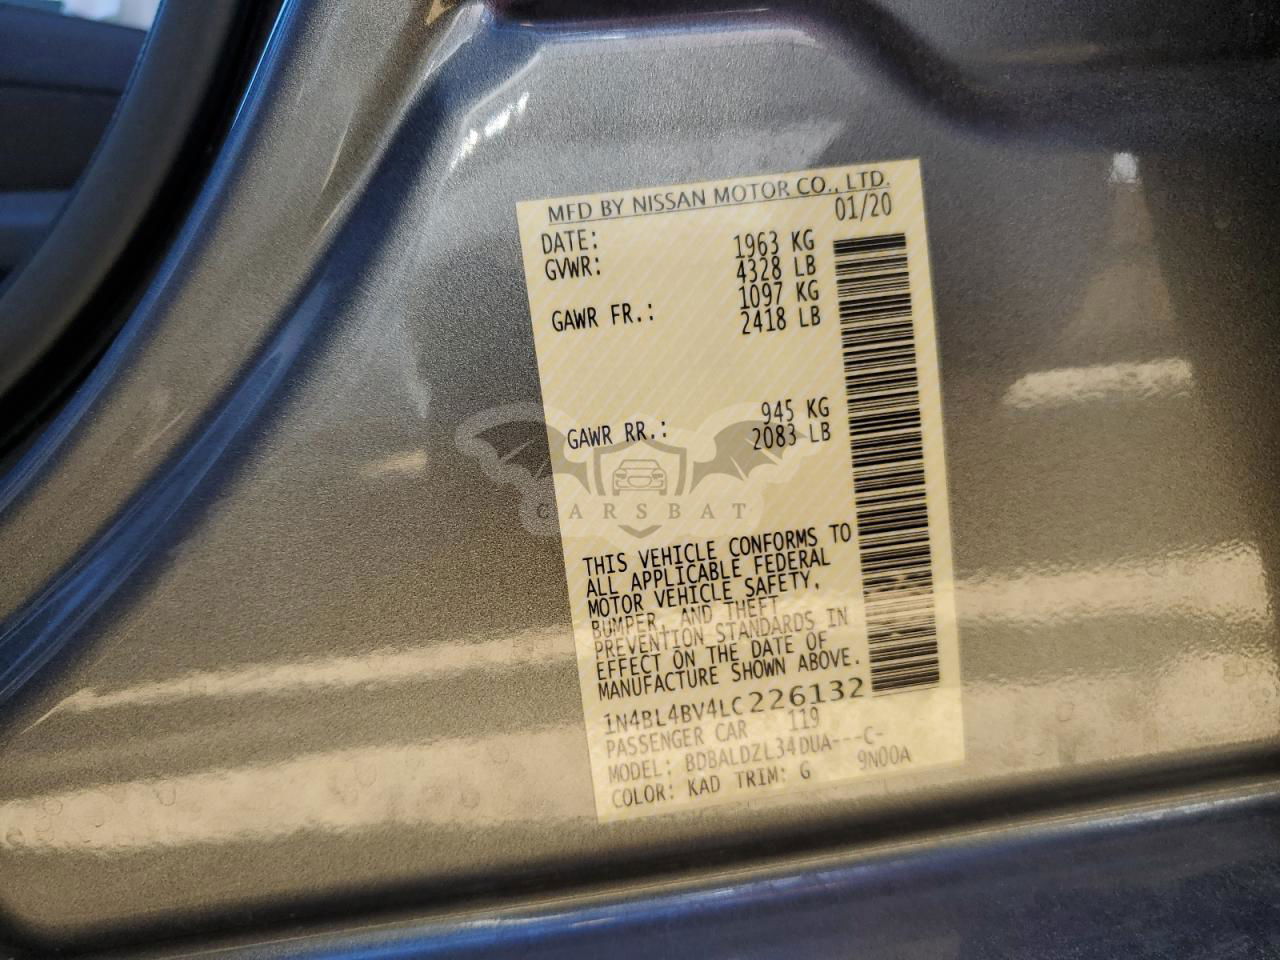 MFD BY NISSAN MOTOR CO., LTD.
DATE: 01/20
GVWR: 1963 KG
4328 LB
GAWR FR.: 1097 KG
2418 LB
GAWR RR.: 945 KG
2083 LB
CARSBAT
THIS VEHICLE CONFORMS TO
ALL APPLICABLE FEDERAL
MOTOR VEHICLE SAFETY,
BUMPER, AND THEFT
PREVENTION STANDARDS IN
EFFECT ON THE DATE OF
MANUFACTURE SHOWN ABOVE.
1N4BL4BV4LC226132
PASSENGER CAR 119
MODEL: BDBALDZL34DUA---C-
COLOR: KAD TRIM: G 9N00A